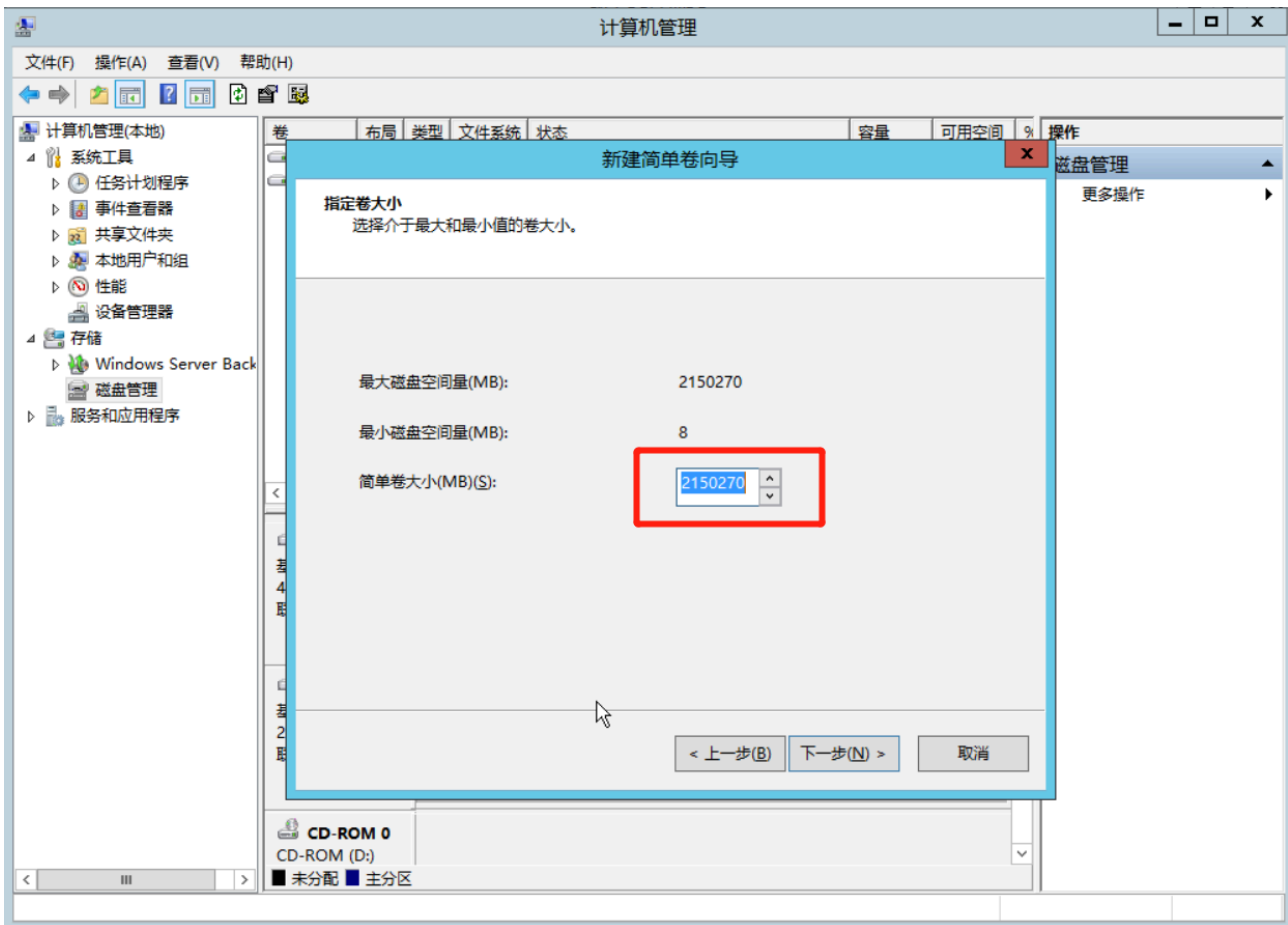 计算机管理
文件(F) 操作(A) 查看(V) 帮助(H)
计算机管理(本地)
系统工具
任务计划程序
事件查看器
共享文件夹
本地用户和组
性能
设备管理器
存储
Windows Server Back
磁盘管理
服务和应用程序
卷 布局 类型 文件系统 状态 容量 可用空间 %
操作
磁盘管理
更多操作
新建简单卷向导
指定卷大小
选择介于最大和最小值的卷大小。
最大磁盘空间量(MB): 2150270
最小磁盘空间量(MB): 8
简单卷大小(MB)(S): 2150270
< 上一步(B) 下一步(N) > 取消
基
4
联
基
2
联
CD-ROM 0
CD-ROM (D:)
未分配 主分区